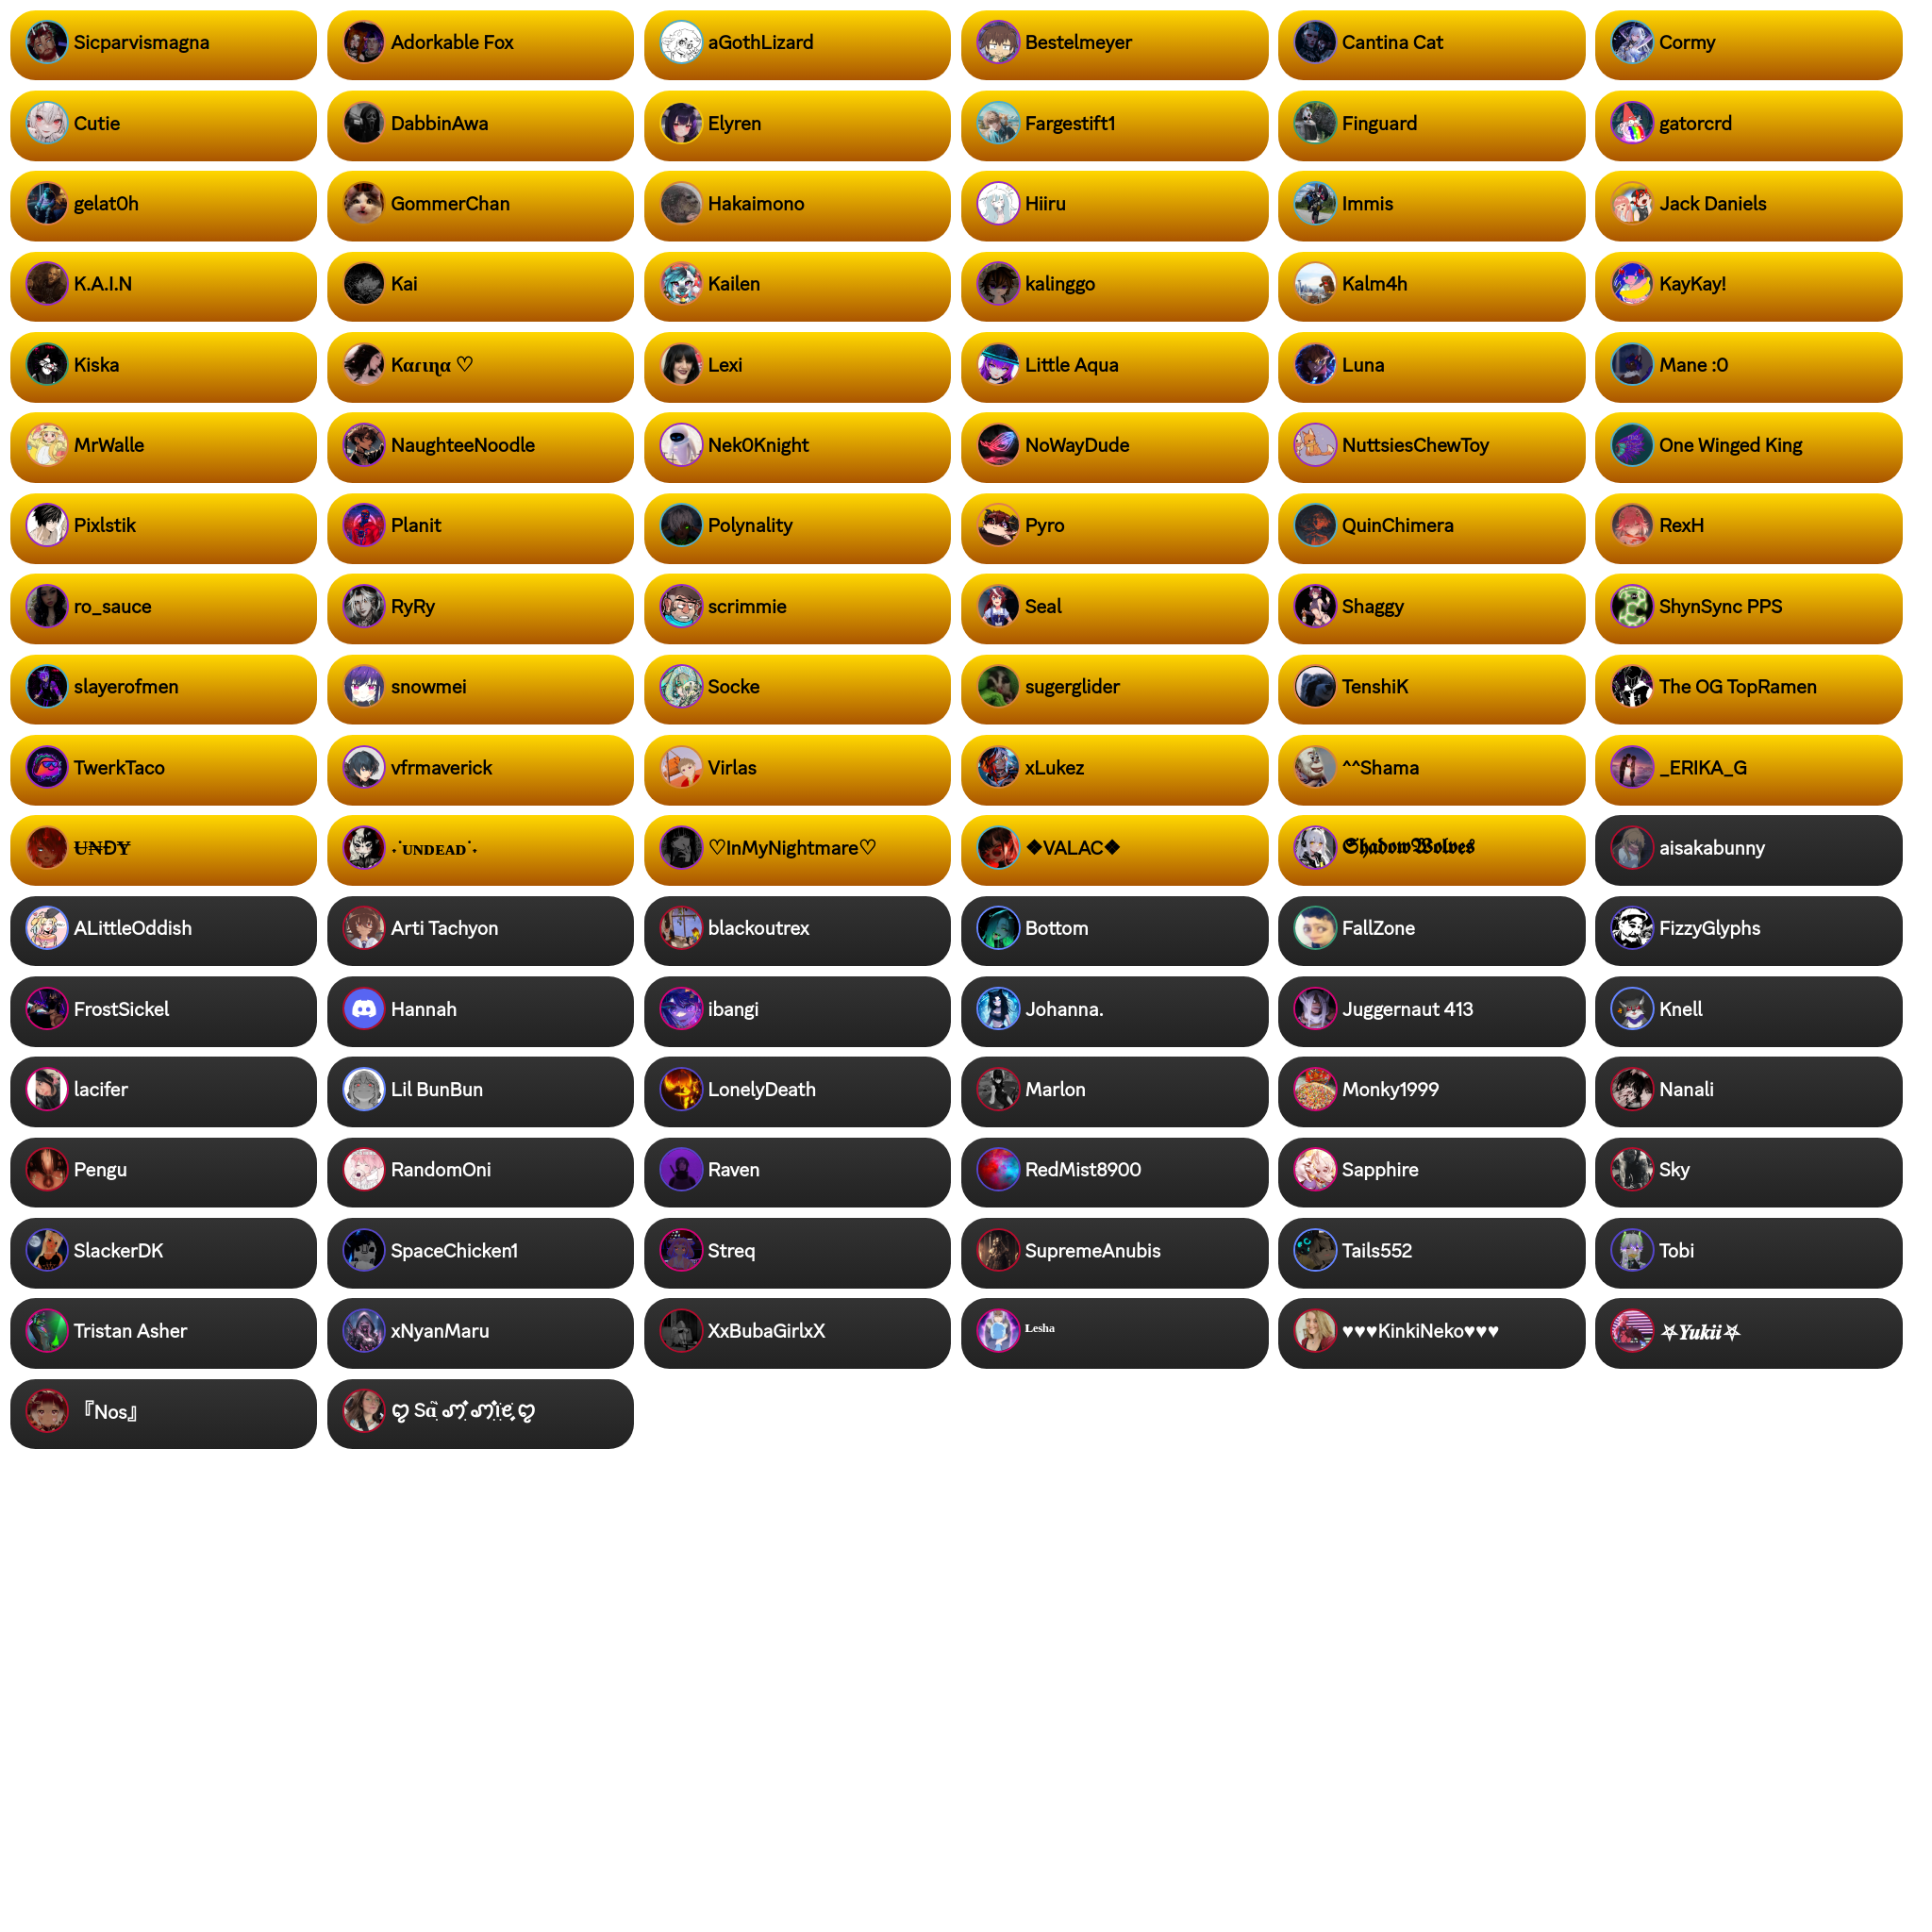 Sicparvismagna
Adorkable Fox
aGothLizard
Bestelmeyer
Cantina Cat
Cormy
Cutie
DabbinAwa
Elyren
Fargestift1
Finguard
gatorcrd
gelat0h
GommerChan
Hakaimono
Hiiru
Immis
Jack Daniels
K.A.I.N
Kai
Kailen
kalinggo
Kalm4h
KayKay!
Kiska
Kαɾιɳα ♡
Lexi
Little Aqua
Luna
Mane :0
MrWalle
NaughteeNoodle
Nek0Knight
NoWayDude
NuttsiesChewToy
One Winged King
Pixlstik
Planit
Polynality
Pyro
QuinChimera
RexH
ro_sauce
RyRy
scrimmie
Seal
Shaggy
ShynSync PPS
slayerofmen
snowmei
Socke
sugerglider
TenshiK
The OG TopRamen
TwerkTaco
vfrmaverick
Virlas
xLukez
^^Shama
_ERIKA_G
Ʉ₦ĐɎ
˖˙ᴜɴᴅᴇᴀᴅ˙˖
♡InMyNightmare♡
❖VALAC❖
𝕾𝖍𝖆𝖉𝖔𝖜𝖂𝖔𝖑𝖛𝖊𝖘
aisakabunny
ALittleOddish
Arti Tachyon
blackoutrex
Bottom
FallZone
FizzyGlyphs
FrostSickel
Hannah
ibangi
Johanna.
Juggernaut 413
Knell
lacifer
Lil BunBun
LonelyDeath
Marlon
Monky1999
Nanali
Pengu
RandomOni
Raven
RedMist8900
Sapphire
Sky
SlackerDK
SpaceChicken1
Streq
SupremeAnubis
Tails552
Tobi
Tristan Asher
xNyanMaru
XxBubaGirlxX
ᴸᵉˢʰᵃ
♥♥♥KinkiNeko♥♥♥
⛧𝒀𝒖𝒌𝒊𝒊⛧
『Nos』